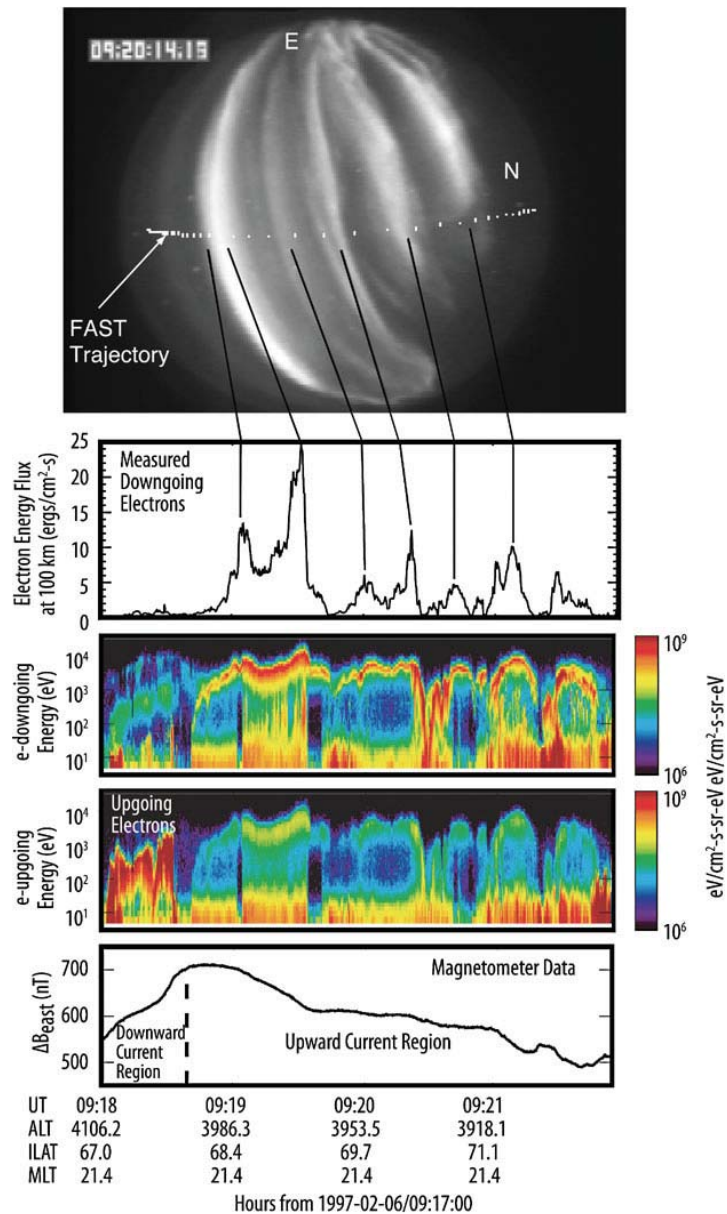 09:20:14.13
E
N
FAST
Trajectory
Electron Energy Flux
at 100 km (ergs/cm²-s)
25
20
15
10
5
0
Measured
Downgoing
Electrons
e-downgoing
Energy (eV)
10⁴
10³
10²
10¹
10⁹
10⁶
eV/cm²-s-sr-eV
e-upgoing
Energy (eV)
10⁴
10³
10²
10¹
Upgoing
Electrons
10⁹
10⁶
eV/cm²-s-sr-eV
ΔB_east (nT)
700
600
500
Magnetometer Data
Downward
Current
Region
Upward Current Region
UT 09:18 09:19 09:20 09:21
ALT 4106.2 3986.3 3953.5 3918.1
ILAT 67.0 68.4 69.7 71.1
MLT 21.4 21.4 21.4 21.4
Hours from 1997-02-06/09:17:00